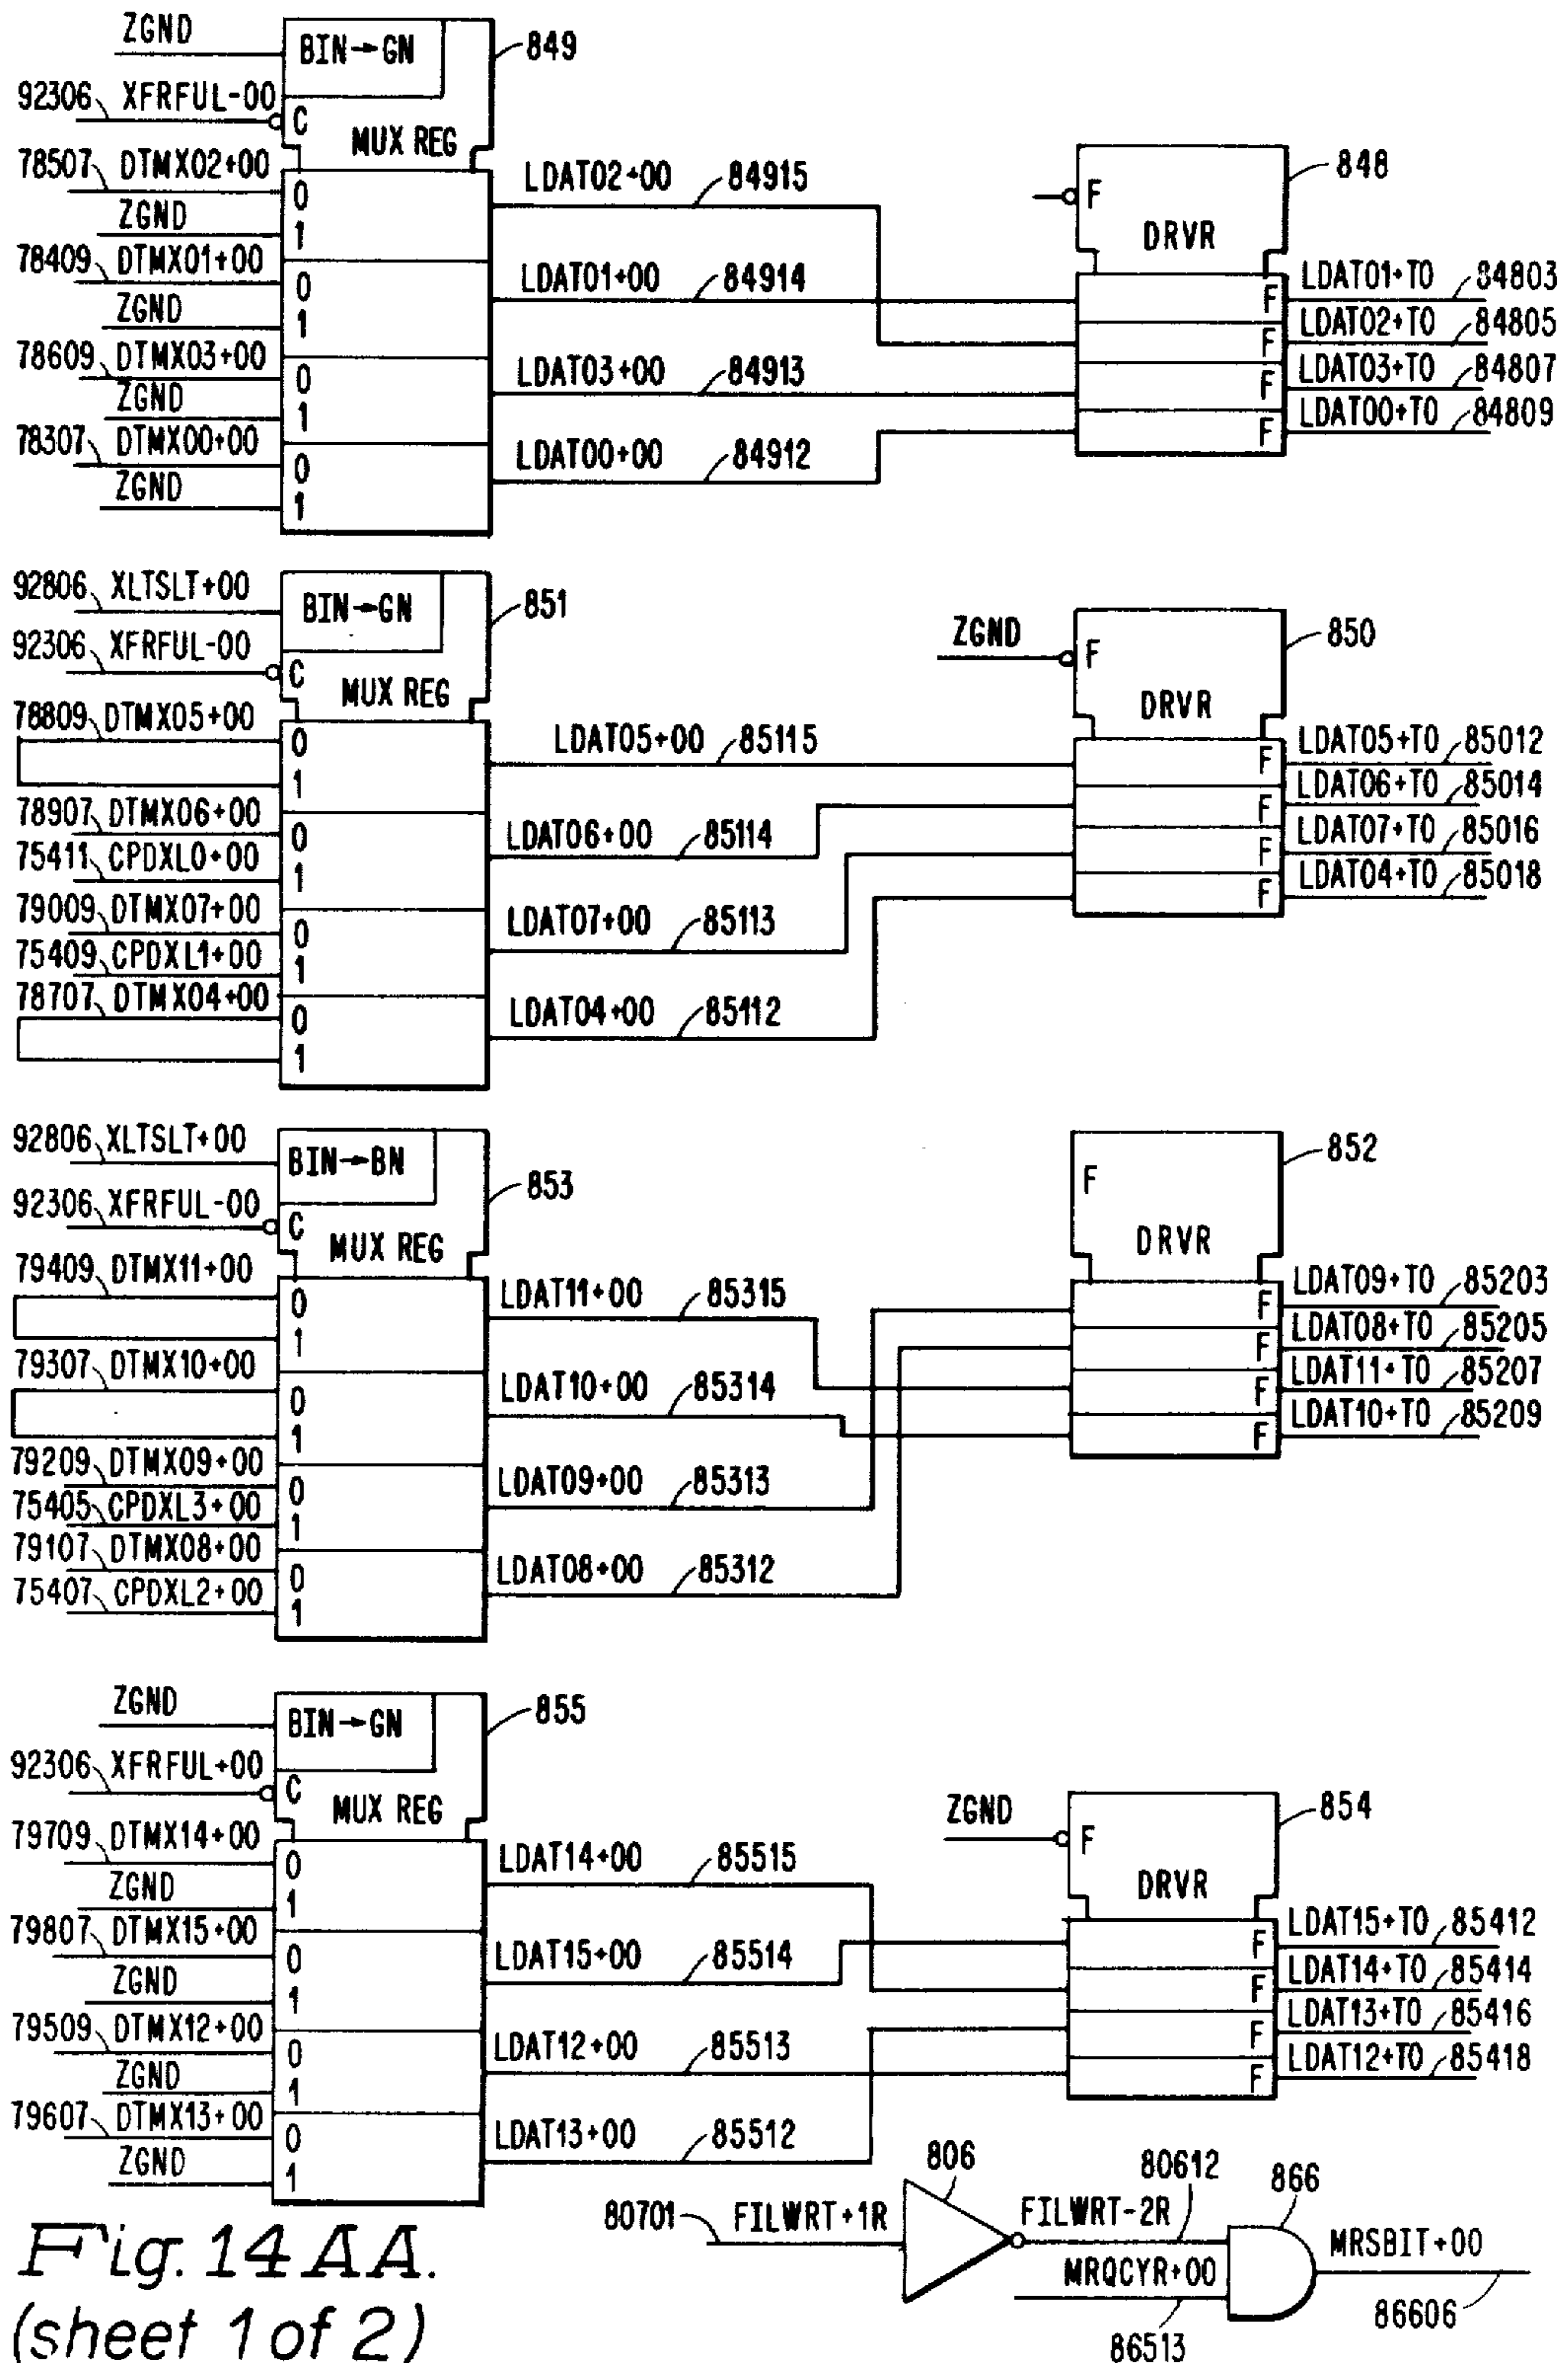 ZGND
BIN→GN
849
92306 XFRFUL-00
C
MUX REG
78507 DTMX02+00
0
LDAT02+00 84915
848
F
DRVR
ZGND
1
78409 DTMX01+00
0
LDAT01+00 84914
F
LDAT01+T0 84803
ZGND
1
F
LDAT02+T0 84805
78609 DTMX03+00
0
LDAT03+00 84913
F
LDAT03+T0 84807
ZGND
1
F
LDAT00+T0 84809
78307 DTMX00+00
0
LDAT00+00 84912
ZGND
1
92806 XLTSLT+00
BIN→GN
851
92306 XFRFUL-00
C
MUX REG
ZGND
F
850
DRVR
78809 DTMX05+00
0
1
LDAT05+00 85115
F
LDAT05+T0 85012
78907 DTMX06+00
0
LDAT06+00 85114
F
LDAT06+T0 85014
75411 CPDXL0+00
1
F
LDAT07+T0 85016
79009 DTMX07+00
0
LDAT07+00 85113
F
LDAT04+T0 85018
75409 CPDXL1+00
1
78707 DTMX04+00
0
1
LDAT04+00 85112
92806 XLTSLT+00
BIN→BN
853
92306 XFRFUL-00
C
MUX REG
852
F
DRVR
79409 DTMX11+00
0
1
LDAT11+00 85315
F
LDAT09+T0 85203
79307 DTMX10+00
0
1
LDAT10+00 85314
F
LDAT08+T0 85205
F
LDAT11+T0 85207
F
LDAT10+T0 85209
79209 DTMX09+00
0
LDAT09+00 85313
75405 CPDXL3+00
1
79107 DTMX08+00
0
LDAT08+00 85312
75407 CPDXL2+00
1
ZGND
BIN→GN
855
92306 XFRFUL+00
C
MUX REG
ZGND
F
854
DRVR
79709 DTMX14+00
0
LDAT14+00 85515
ZGND
1
79807 DTMX15+00
0
LDAT15+00 85514
F
LDAT15+T0 85412
ZGND
1
F
LDAT14+T0 85414
79509 DTMX12+00
0
LDAT12+00 85513
F
LDAT13+T0 85416
ZGND
1
F
LDAT12+T0 85418
79607 DTMX13+00
0
LDAT13+00 85512
ZGND
1
80701 FILWRT+1R
806
FILWRT-2R 80612
866
MRQCYR+00
86513
MRSBIT+00
86606
Fig. 14 AA.
(sheet 1 of 2)